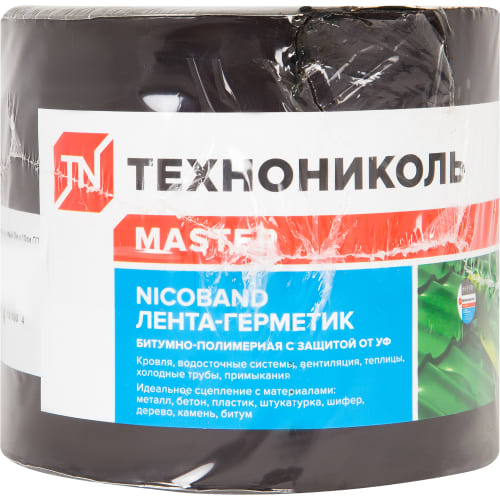 TN
ТЕХНОНИКОЛЬ
MASTER
NICOBAND
ЛЕНТА-ГЕРМЕТИК
БИТУМНО-ПОЛИМЕРНАЯ С ЗАЩИТОЙ ОТ УФ
Кровля, водосточные системы, вентиляция, теплицы,
холодные трубы, примыкания
Идеальное сцепление с материалами:
металл, бетон, пластик, штукатурка, шифер,
дерево, камень, битум